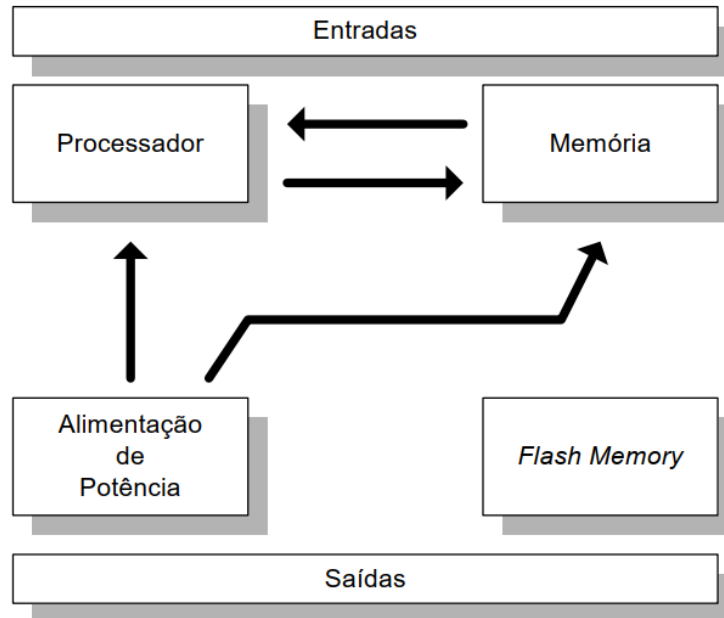 Entradas
Processador
Memória
Alimentação
de
Potência
Flash Memory
Saídas